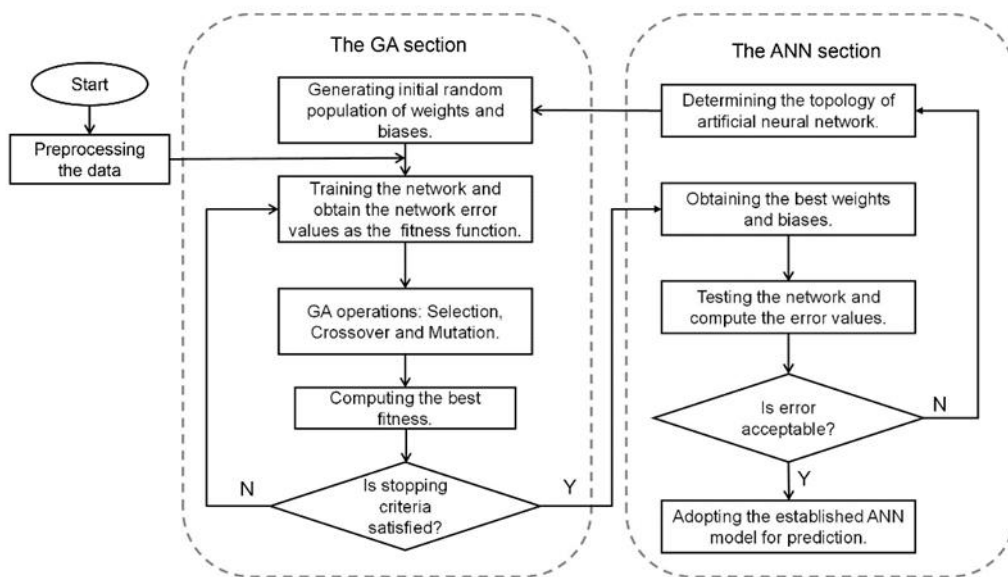 The GA section
The ANN section
Start
Preprocessing
the data
Generating initial random
population of weights and
biases.
Determining the topology of
artificial neural network.
Training the network and
obtain the network error
values as the fitness function.
Obtaining the best weights
and biases.
GA operations: Selection,
Crossover and Mutation.
Testing the network and
compute the error values.
Computing the best
fitness.
Is error
acceptable?
N
Is stopping
criteria
satisfied?
N
Y
Y
Adopting the established ANN
model for prediction.